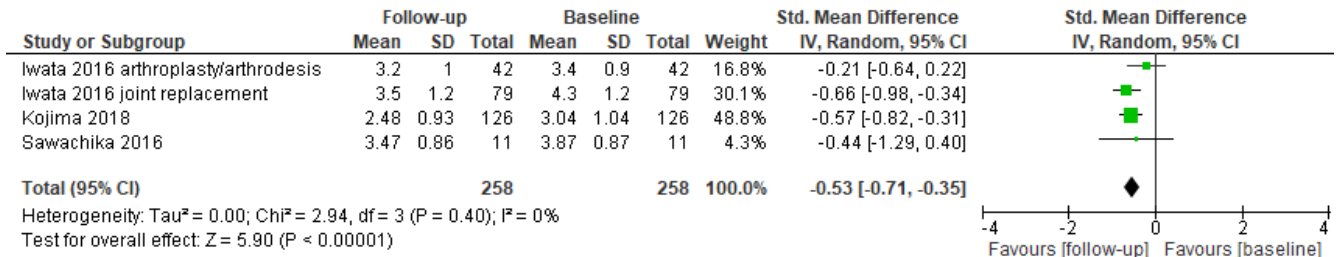 Follow-up Baseline Std. Mean Difference Std. Mean Difference
Study or Subgroup Mean SD Total Mean SD Total Weight IV, Random, 95% CI IV, Random, 95% CI
Iwata 2016 arthroplasty/arthrodesis 3.2 1 42 3.4 0.9 42 16.8% -0.21 [-0.64, 0.22]
Iwata 2016 joint replacement 3.5 1.2 79 4.3 1.2 79 30.1% -0.66 [-0.98, -0.34]
Kojima 2018 2.48 0.93 126 3.04 1.04 126 48.8% -0.57 [-0.82, -0.31]
Sawachika 2016 3.47 0.86 11 3.87 0.87 11 4.3% -0.44 [-1.29, 0.40]
Total (95% CI) 258 258 100.0% -0.53 [-0.71, -0.35]
Heterogeneity: Tau² = 0.00; Chi² = 2.94, df = 3 (P = 0.40); I² = 0%
Test for overall effect: Z = 5.90 (P < 0.00001)
-4 -2 0 2 4
Favours [follow-up] Favours [baseline]